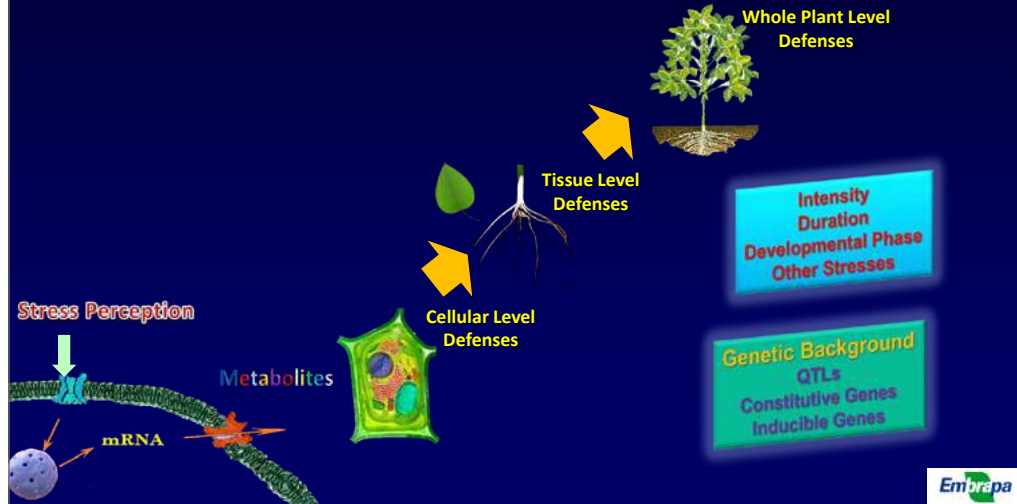 Whole Plant Level
Defenses
Tissue Level
Defenses
Intensity
Duration
Developmental Phase
Other Stresses
Stress Perception
Cellular Level
Defenses
Metabolites
mRNA
Genetic Background
QTLs
Constitutive Genes
Inducible Genes
Embrapa